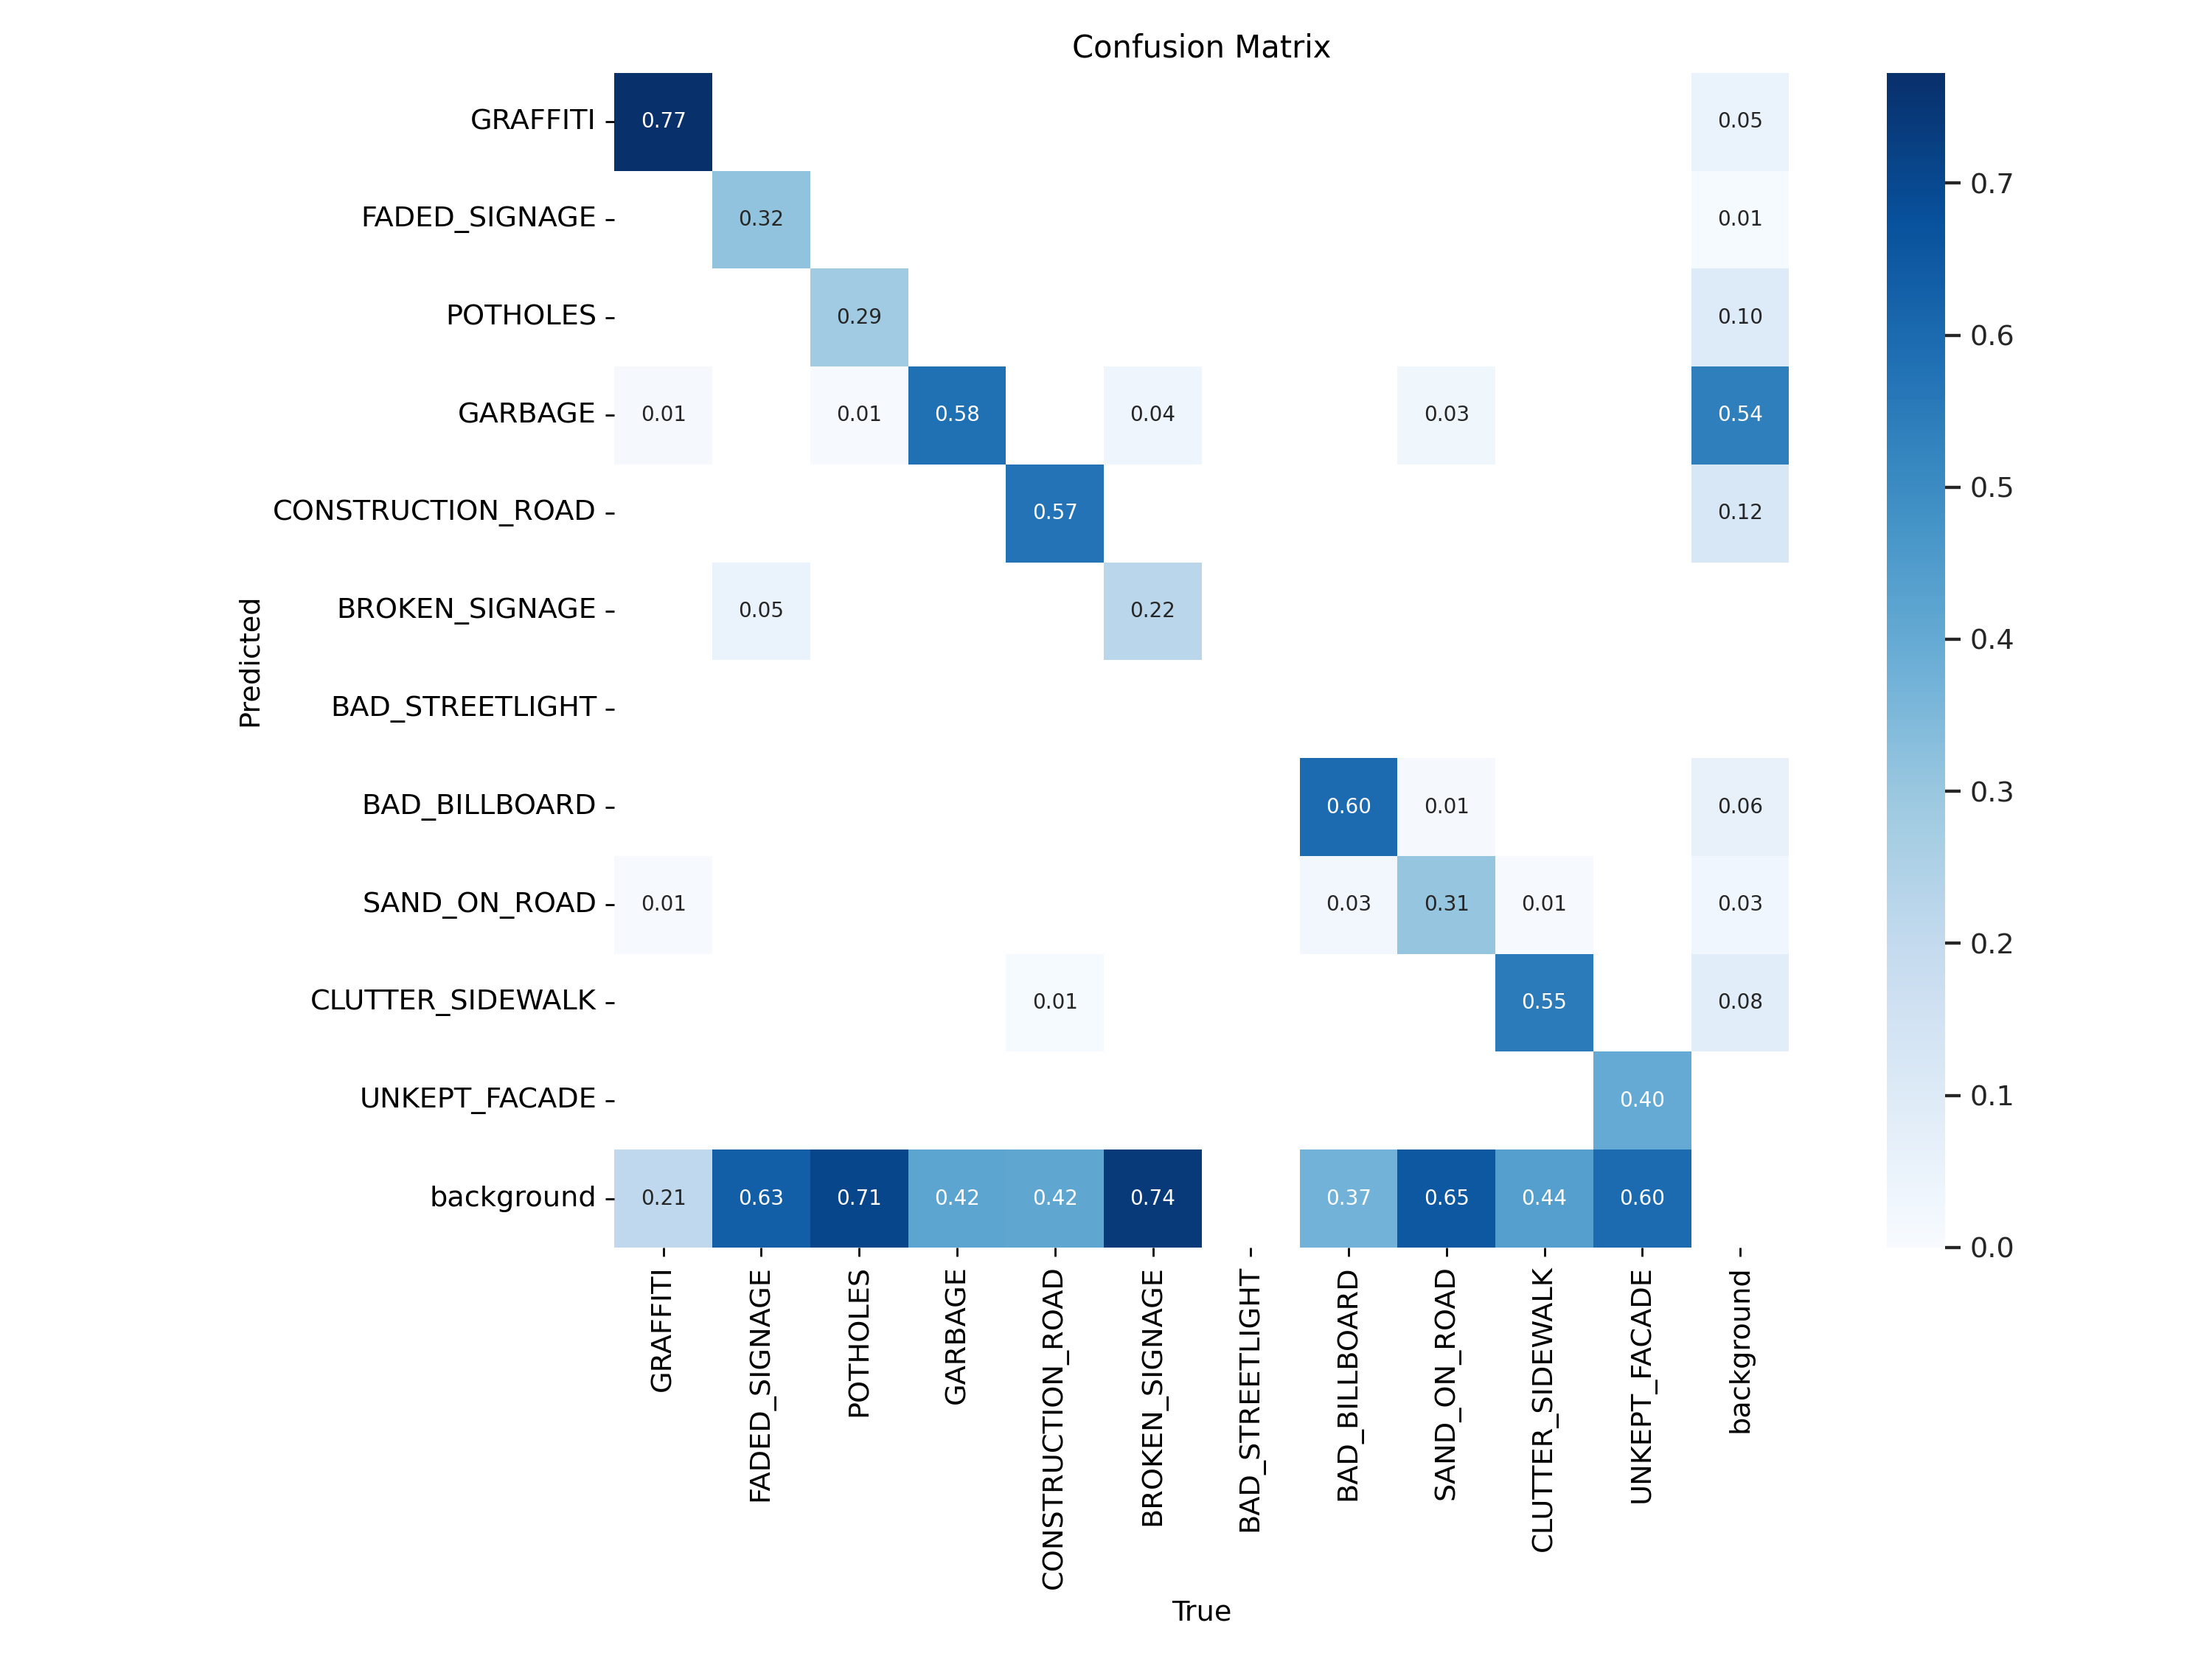 Confusion Matrix
GRAFFITI 0.77 0.05
FADED_SIGNAGE 0.32 0.01
POTHOLES 0.29 0.10
GARBAGE 0.01 0.01 0.58 0.04 0.03 0.54
CONSTRUCTION_ROAD 0.57 0.12
BROKEN_SIGNAGE 0.05 0.22
BAD_STREETLIGHT
BAD_BILLBOARD 0.60 0.01 0.06
SAND_ON_ROAD 0.01 0.03 0.31 0.01 0.03
CLUTTER_SIDEWALK 0.01 0.55 0.08
UNKEPT_FACADE 0.40
background 0.21 0.63 0.71 0.42 0.42 0.74 0.37 0.65 0.44 0.60
Predicted
GRAFFITI
FADED_SIGNAGE
POTHOLES
GARBAGE
CONSTRUCTION_ROAD
BROKEN_SIGNAGE
BAD_STREETLIGHT
BAD_BILLBOARD
SAND_ON_ROAD
CLUTTER_SIDEWALK
UNKEPT_FACADE
background
True
0.7
0.6
0.5
0.4
0.3
0.2
0.1
0.0